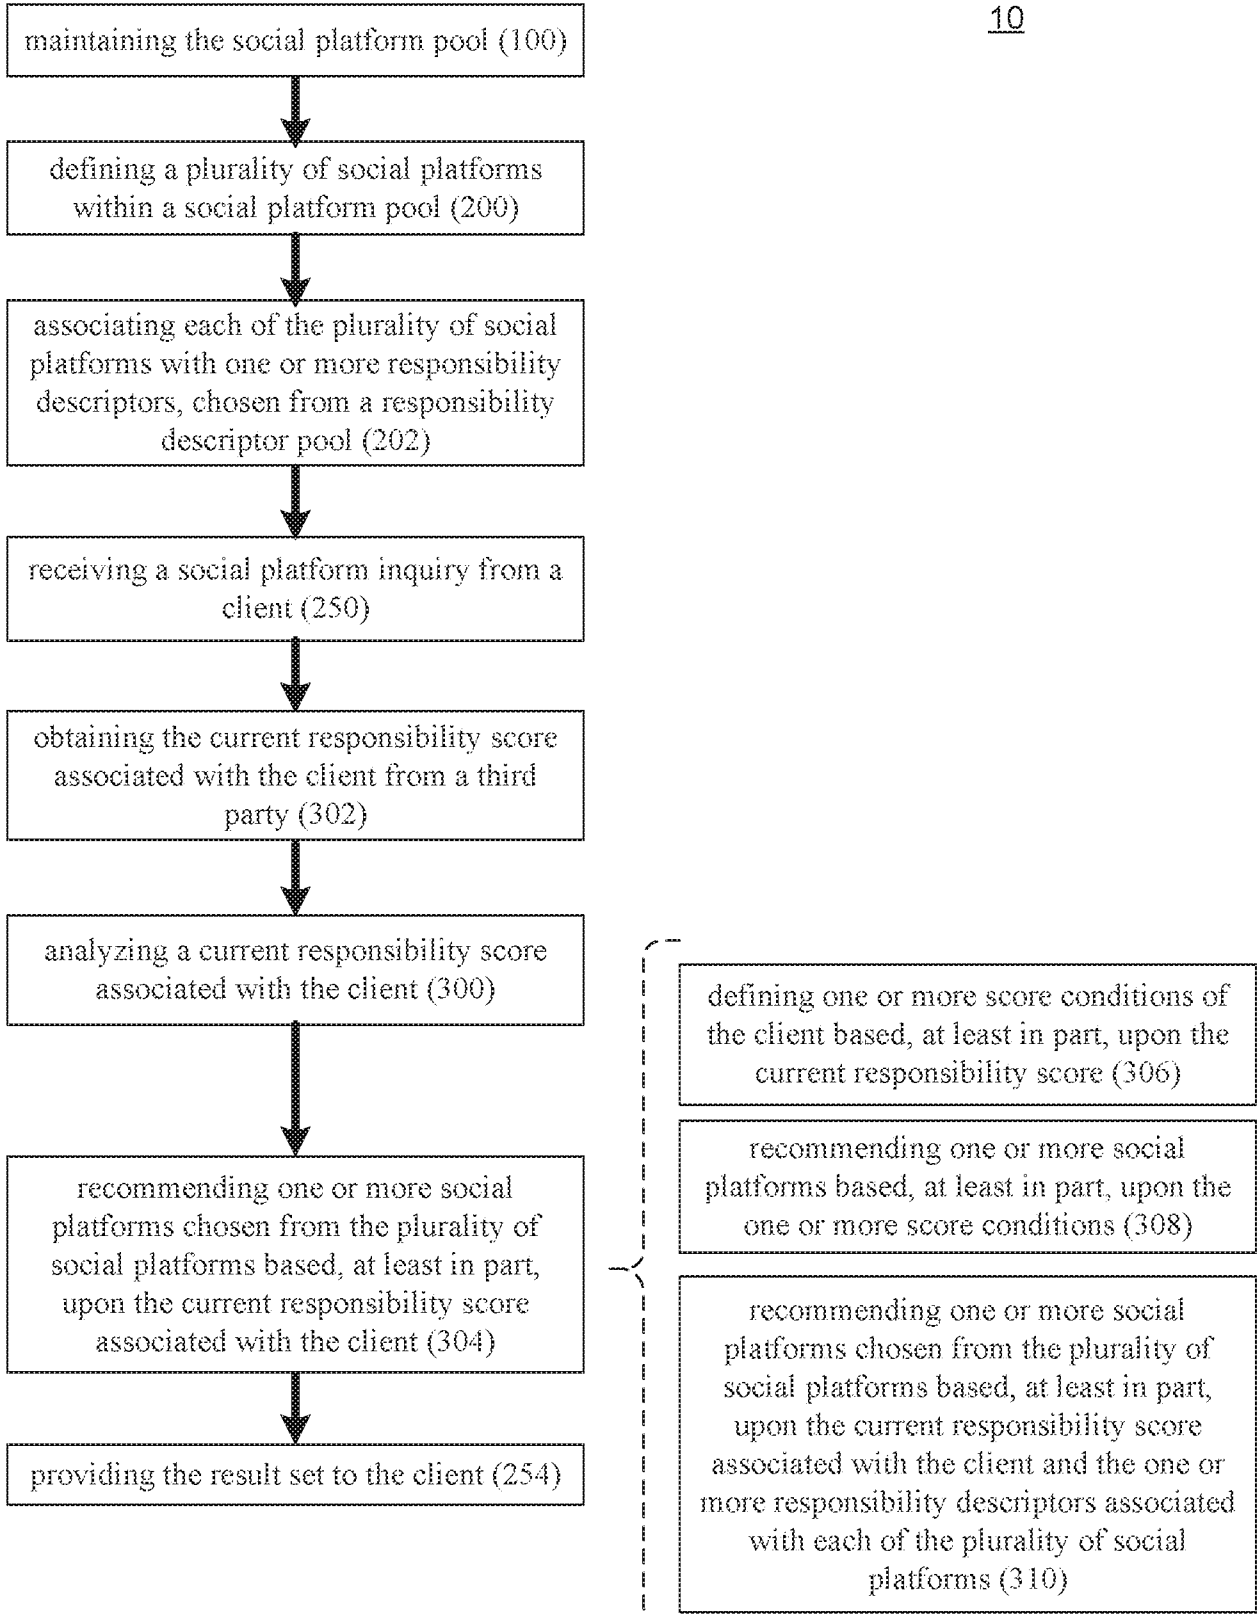 10
maintaining the social platform pool (100)
defining a plurality of social platforms
within a social platform pool (200)
associating each of the plurality of social
platforms with one or more responsibility
descriptors, chosen from a responsibility
descriptor pool (202)
receiving a social platform inquiry from a
client (250)
obtaining the current responsibility score
associated with the client from a third
party (302)
analyzing a current responsibility score
associated with the client (300)
recommending one or more social
platforms chosen from the plurality of
social platforms based, at least in part,
upon the current responsibility score
associated with the client (304)
providing the result set to the client (254)
defining one or more score conditions of
the client based, at least in part, upon the
current responsibility score (306)
recommending one or more social
platforms based, at least in part, upon the
one or more score conditions (308)
recommending one or more social
platforms chosen from the plurality of
social platforms based, at least in part,
upon the current responsibility score
associated with the client and the one or
more responsibility descriptors associated
with each of the plurality of social
platforms (310)